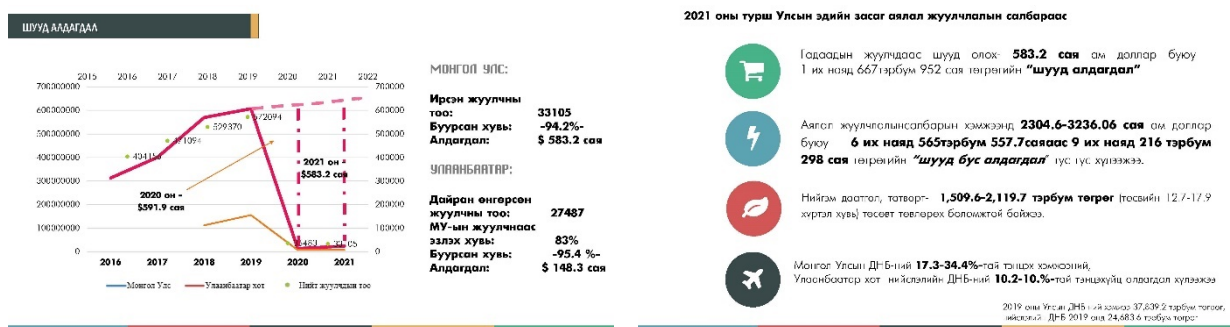 ШУУД АЛДАГДАЛ
2015 2016 2017 2018 2019 2020 2021 2022
700000000 700000
600000000 600000
500000000 500000
400000000 400000
300000000 300000
200000000 200000
100000000 100000
0 0
572094
529370
471094
2021 он -
$583.2 сая
2020 он -
$591.9 сая
2016 2017 2018 2019 2020 2021
Монгол Улс Улаанбаатар хот Нийт жуулчдын тоо
МОНГОЛ УЛС:
Ирсэн жуулчны
тоо: 33105
Буурсан хувь: -94.2%-
Алдагдал: $ 583.2 сая
УЛААНБААТАР:
Дайран өнгөрсөн
жуулчны тоо: 27487
МУ-ын жуулчнаас
эзлэх хувь: 83%
Буурсан хувь: -95.4 %-
Алдагдал: $ 148.3 сая
2021 оны турш Улсын эдийн засаг аялал жуулчлалын салбараас
Гадаадын жуулчдаас шууд олох- 583.2 сая ам доллар буюу
1 их наяд 667тэрбум 952 сая төгрөгийн “шууд алдагдал”
Аялал жуулчлалынсалбарын хэмжээнд 2304.6-3236.06 сая ам доллар
буюу 6 их наяд 565тэрбум 557.7саяаас 9 их наяд 216 тэрбум
298 сая төгрөгийн “шууд бус алдагдал” тус тус хүлээжээ.
Нийгэм даатгал, татварт- 1,509.6-2,119.7 тэрбум төгрөг (төсвийн 12.7-17.9
хүртэл хувь) төсөвт төвлөрөх боломжтой байжээ.
Монгол Улсын ДНБ-ний 17.3-34.4%-тай тэнцэх хэмжээний,
Улаанбаатар хот нийслэлийн ДНБ-ний 10.2-10.%-тай тэнцэхүйц алдагдал хүлээжээ
2019 оны Улсын ДНБ-ний хэмжээ 37,839.2 тэрбум төгрөг,
нийслэлийн ДНБ 2019 онд 24,683.6 тэрбум төгрөг